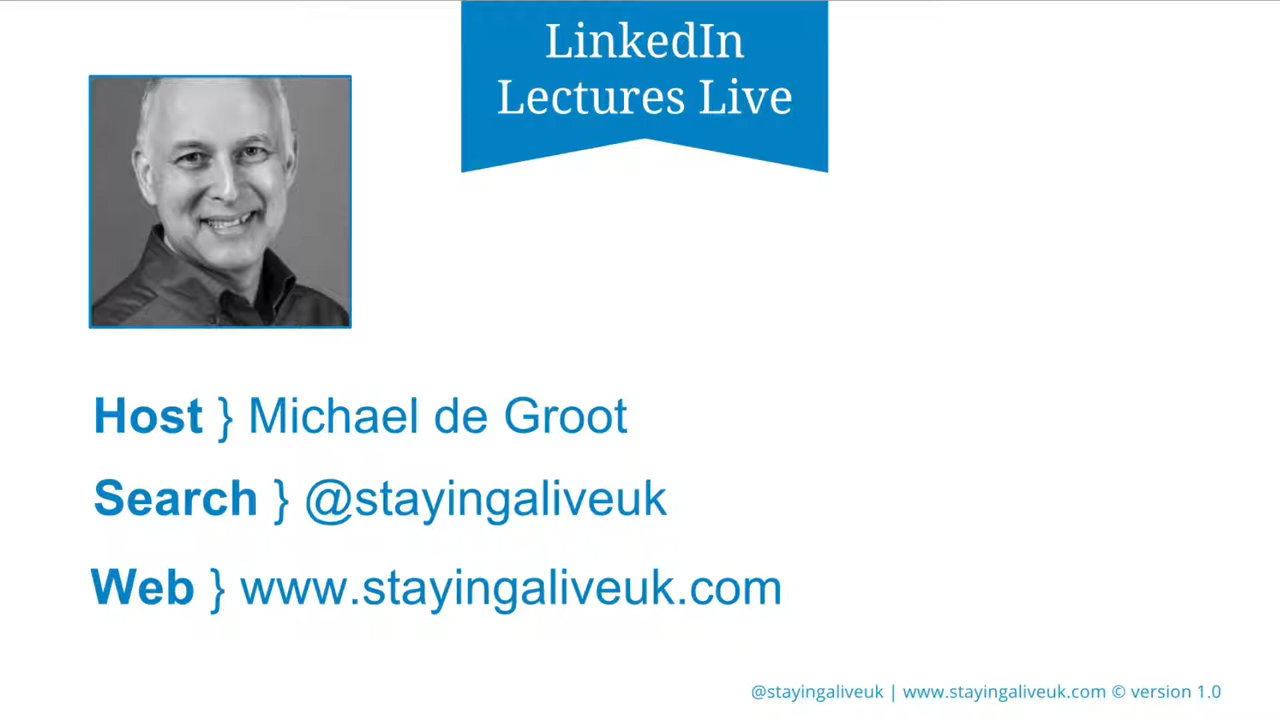 LinkedIn
Lectures Live
Host } Michael de Groot
Search } @stayingaliveuk
Web } www.stayingaliveuk.com
@stayingaliveuk | www.stayingaliveuk.com © version 1.0